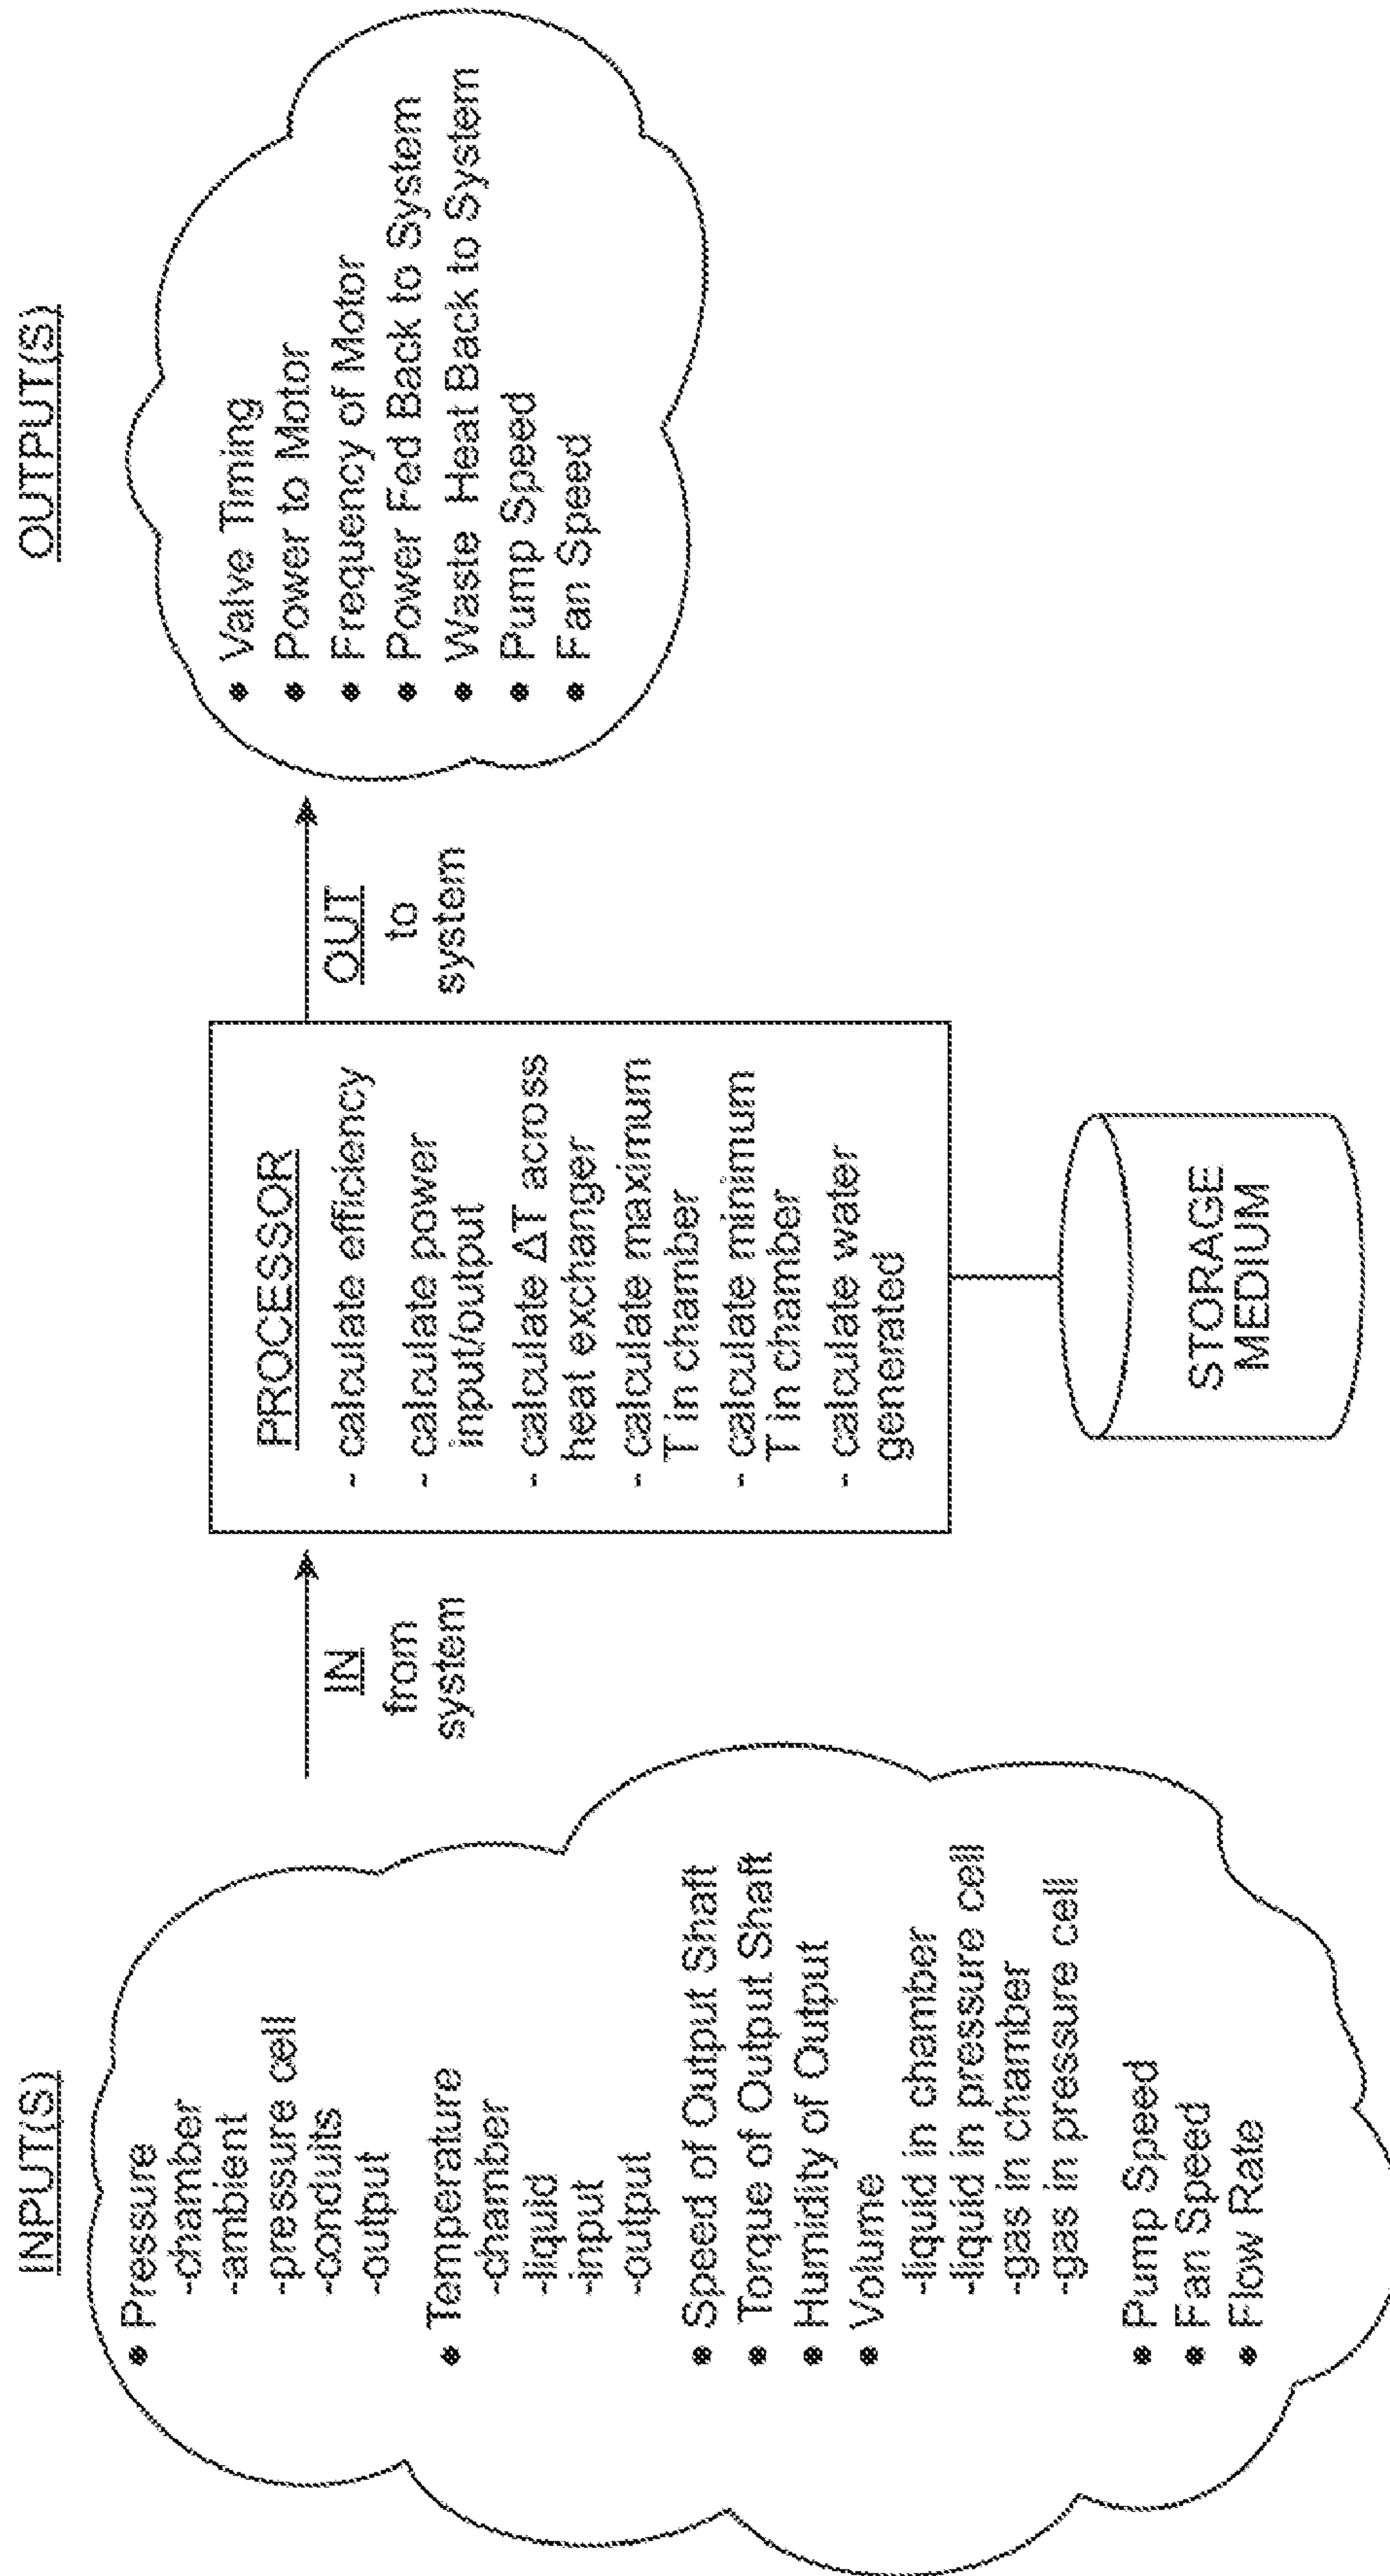 INPUT(S)
● Pressure
-chamber
-ambient
-pressure cell
-conduits
-output
● Temperature
-chamber
-liquid
-input
-output
● Speed of Output Shaft
● Torque of Output Shaft
● Humidity of Output
● Volume
-liquid in chamber
-liquid in pressure cell
-gas in chamber
-gas in pressure cell
● Pump Speed
● Fan Speed
● Flow Rate
IN
from
system
PROCESSOR
- calculate efficiency
- calculate power
input/output
- calculate ΔT across
heat exchanger
- calculate maximum
T in chamber
- calculate minimum
T in chamber
- calculate water
generated
STORAGE
MEDIUM
OUT
to
system
OUTPUT(S)
● Valve Timing
● Power to Motor
● Frequency of Motor
● Power Fed Back to System
● Waste Heat Back to System
● Pump Speed
● Fan Speed